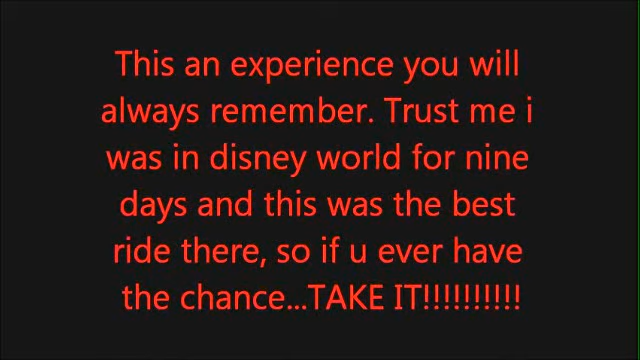 This an experience you will
always remember. Trust me i
was in disney world for nine
days and this was the best
ride there, so if u ever have
the chance...TAKE IT!!!!!!!!!!